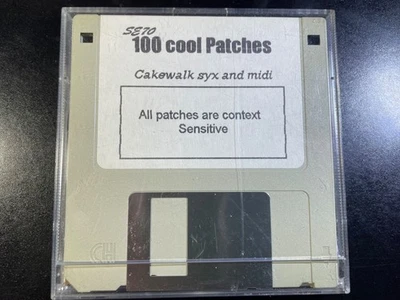 SE70
100 cool Patches
Cakewalk syx and midi
All patches are context
Sensitive